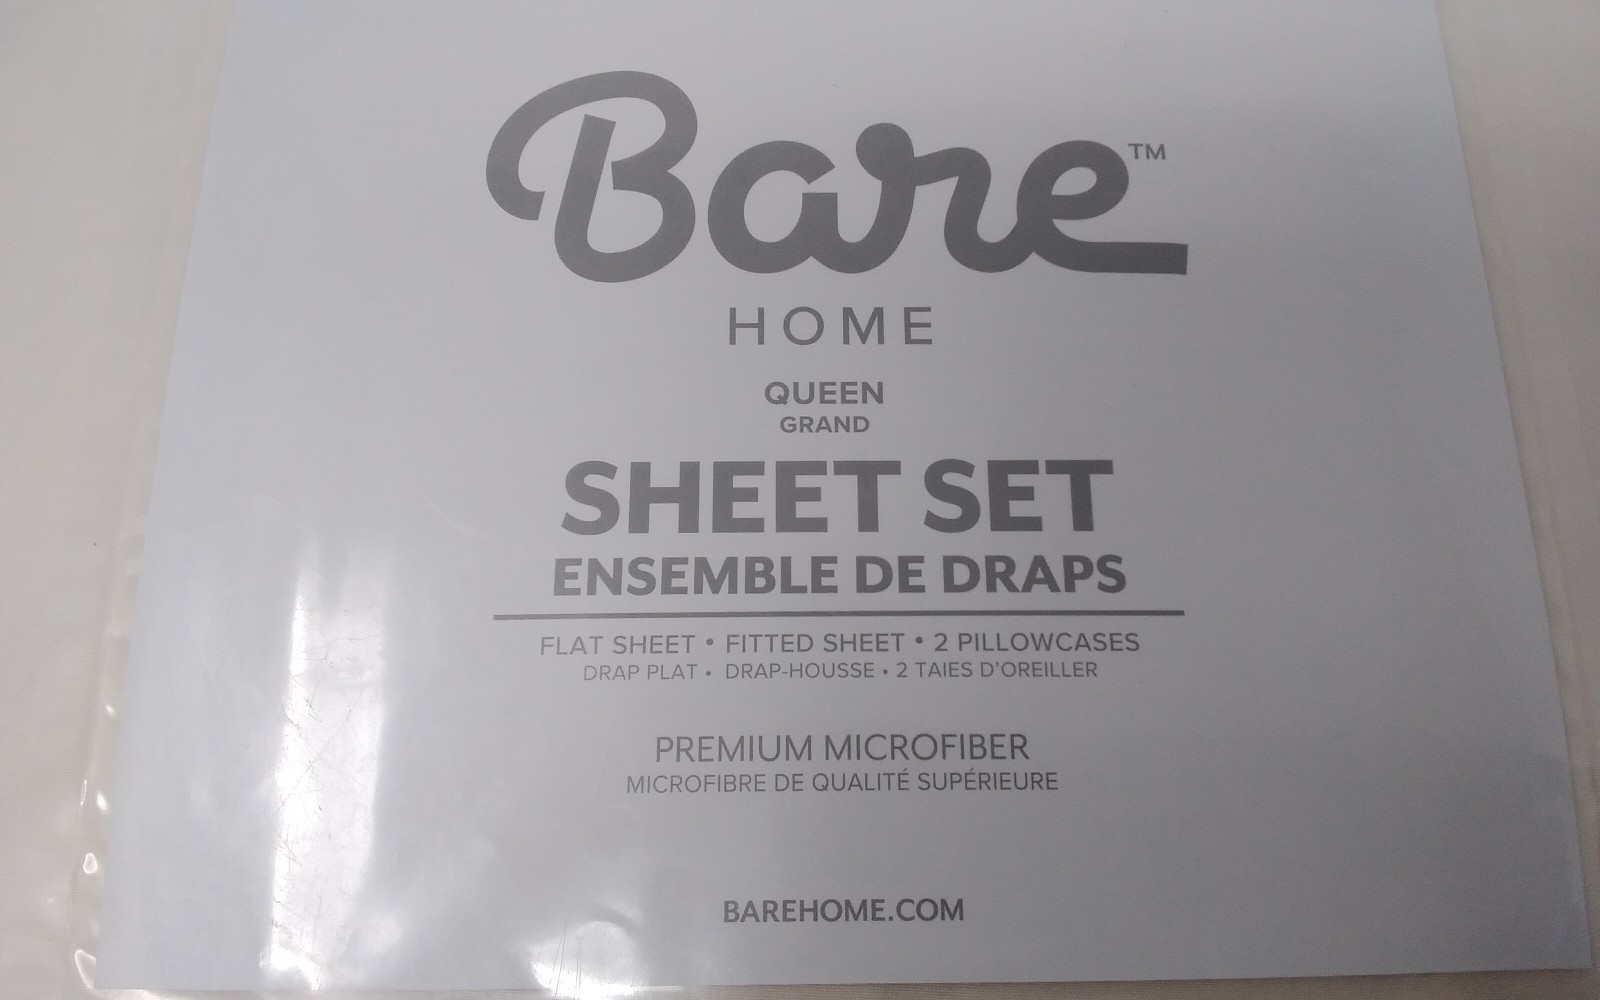 Bare™
HOME
QUEEN
GRAND
SHEET SET
ENSEMBLE DE DRAPS
FLAT SHEET • FITTED SHEET • 2 PILLOWCASES
DRAP PLAT • DRAP-HOUSSE • 2 TAIES D'OREILLER
PREMIUM MICROFIBER
MICROFIBRE DE QUALITÉ SUPÉRIEURE
BAREHOME.COM